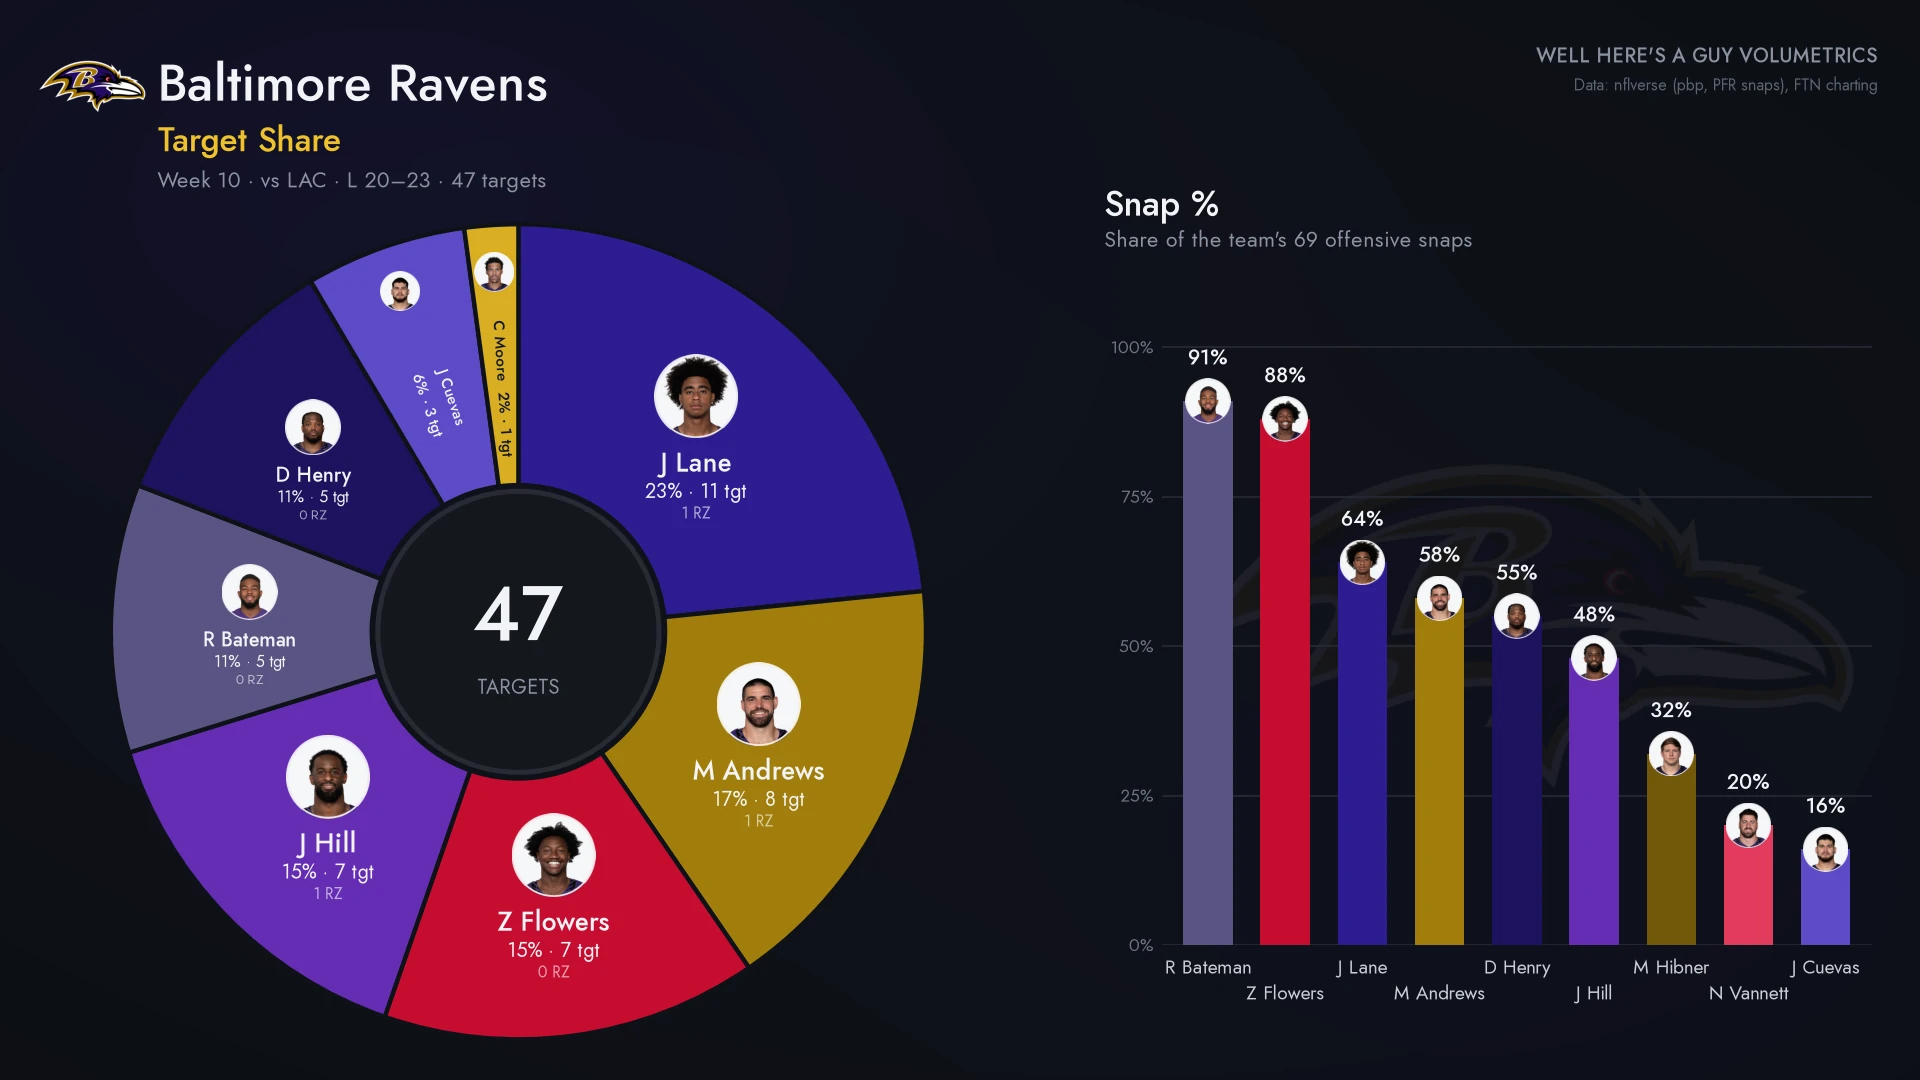 Baltimore Ravens
Target Share
Week 10 · vs LAC · L 20–23 · 47 targets
WELL HERE'S A GUY VOLUMETRICS
Data: nflverse (pbp, PFR snaps), FTN charting
J Lane
23% · 11 tgt
1 RZ
M Andrews
17% · 8 tgt
1 RZ
Z Flowers
15% · 7 tgt
0 RZ
J Hill
15% · 7 tgt
1 RZ
R Bateman
11% · 5 tgt
0 RZ
D Henry
11% · 5 tgt
0 RZ
J Cuevas
6% · 3 tgt
C Moore 2% · 1 tgt
47
TARGETS
Snap %
Share of the team's 69 offensive snaps
100%
75%
50%
25%
0%
91%
88%
64%
58%
55%
48%
32%
20%
16%
R Bateman
Z Flowers
J Lane
M Andrews
D Henry
J Hill
M Hibner
N Vannett
J Cuevas